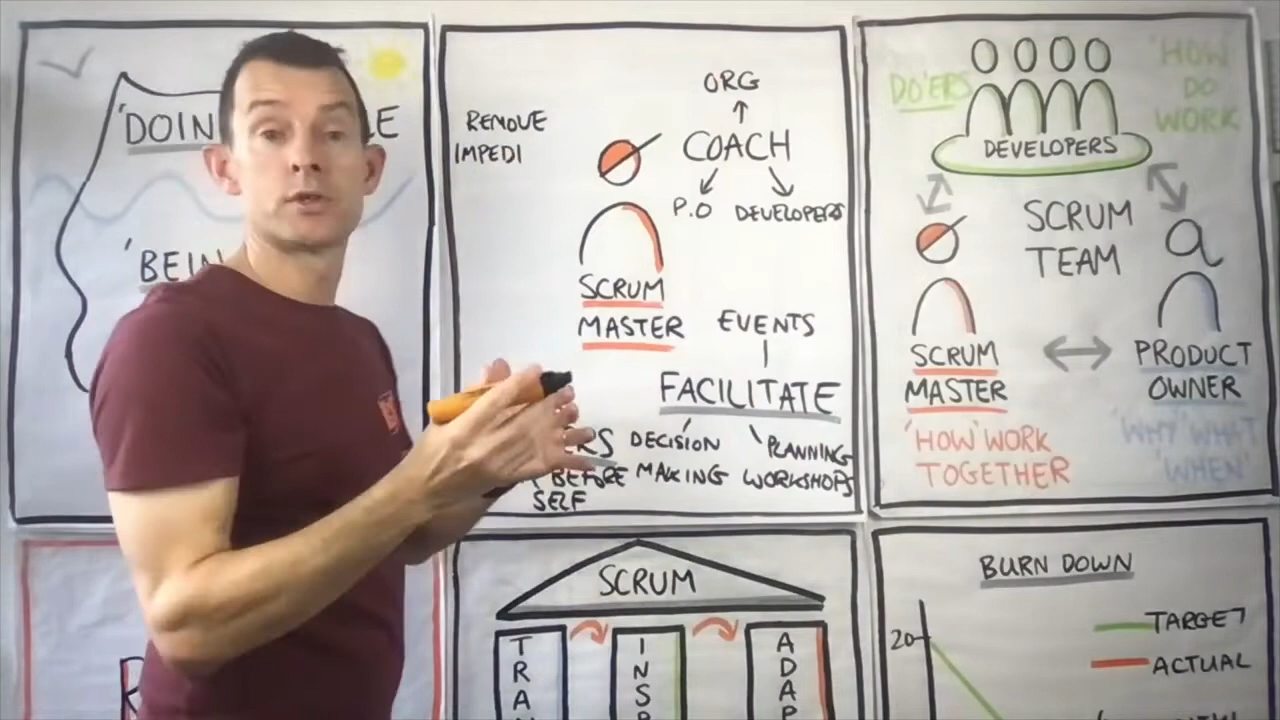 'DOIN
E
'BEIN
REMOVE
IMPEDI
ORG
COACH
P.O DEVELOPERS
SCRUM
MASTER
EVENTS
FACILITATE
RS DECISION PLANNING
BEFORE MAKING WORKSHOPS
SELF
DO'ERS
'HOW
DO
WORK
DEVELOPERS
SCRUM
TEAM
SCRUM
MASTER
PRODUCT
OWNER
'HOW' WORK
TOGETHER
'WHY' 'WHAT'
'WHEN'
R
SCRUM
TRAN
INSP
ADAP
BURN DOWN
20
TARGET
ACTUAL